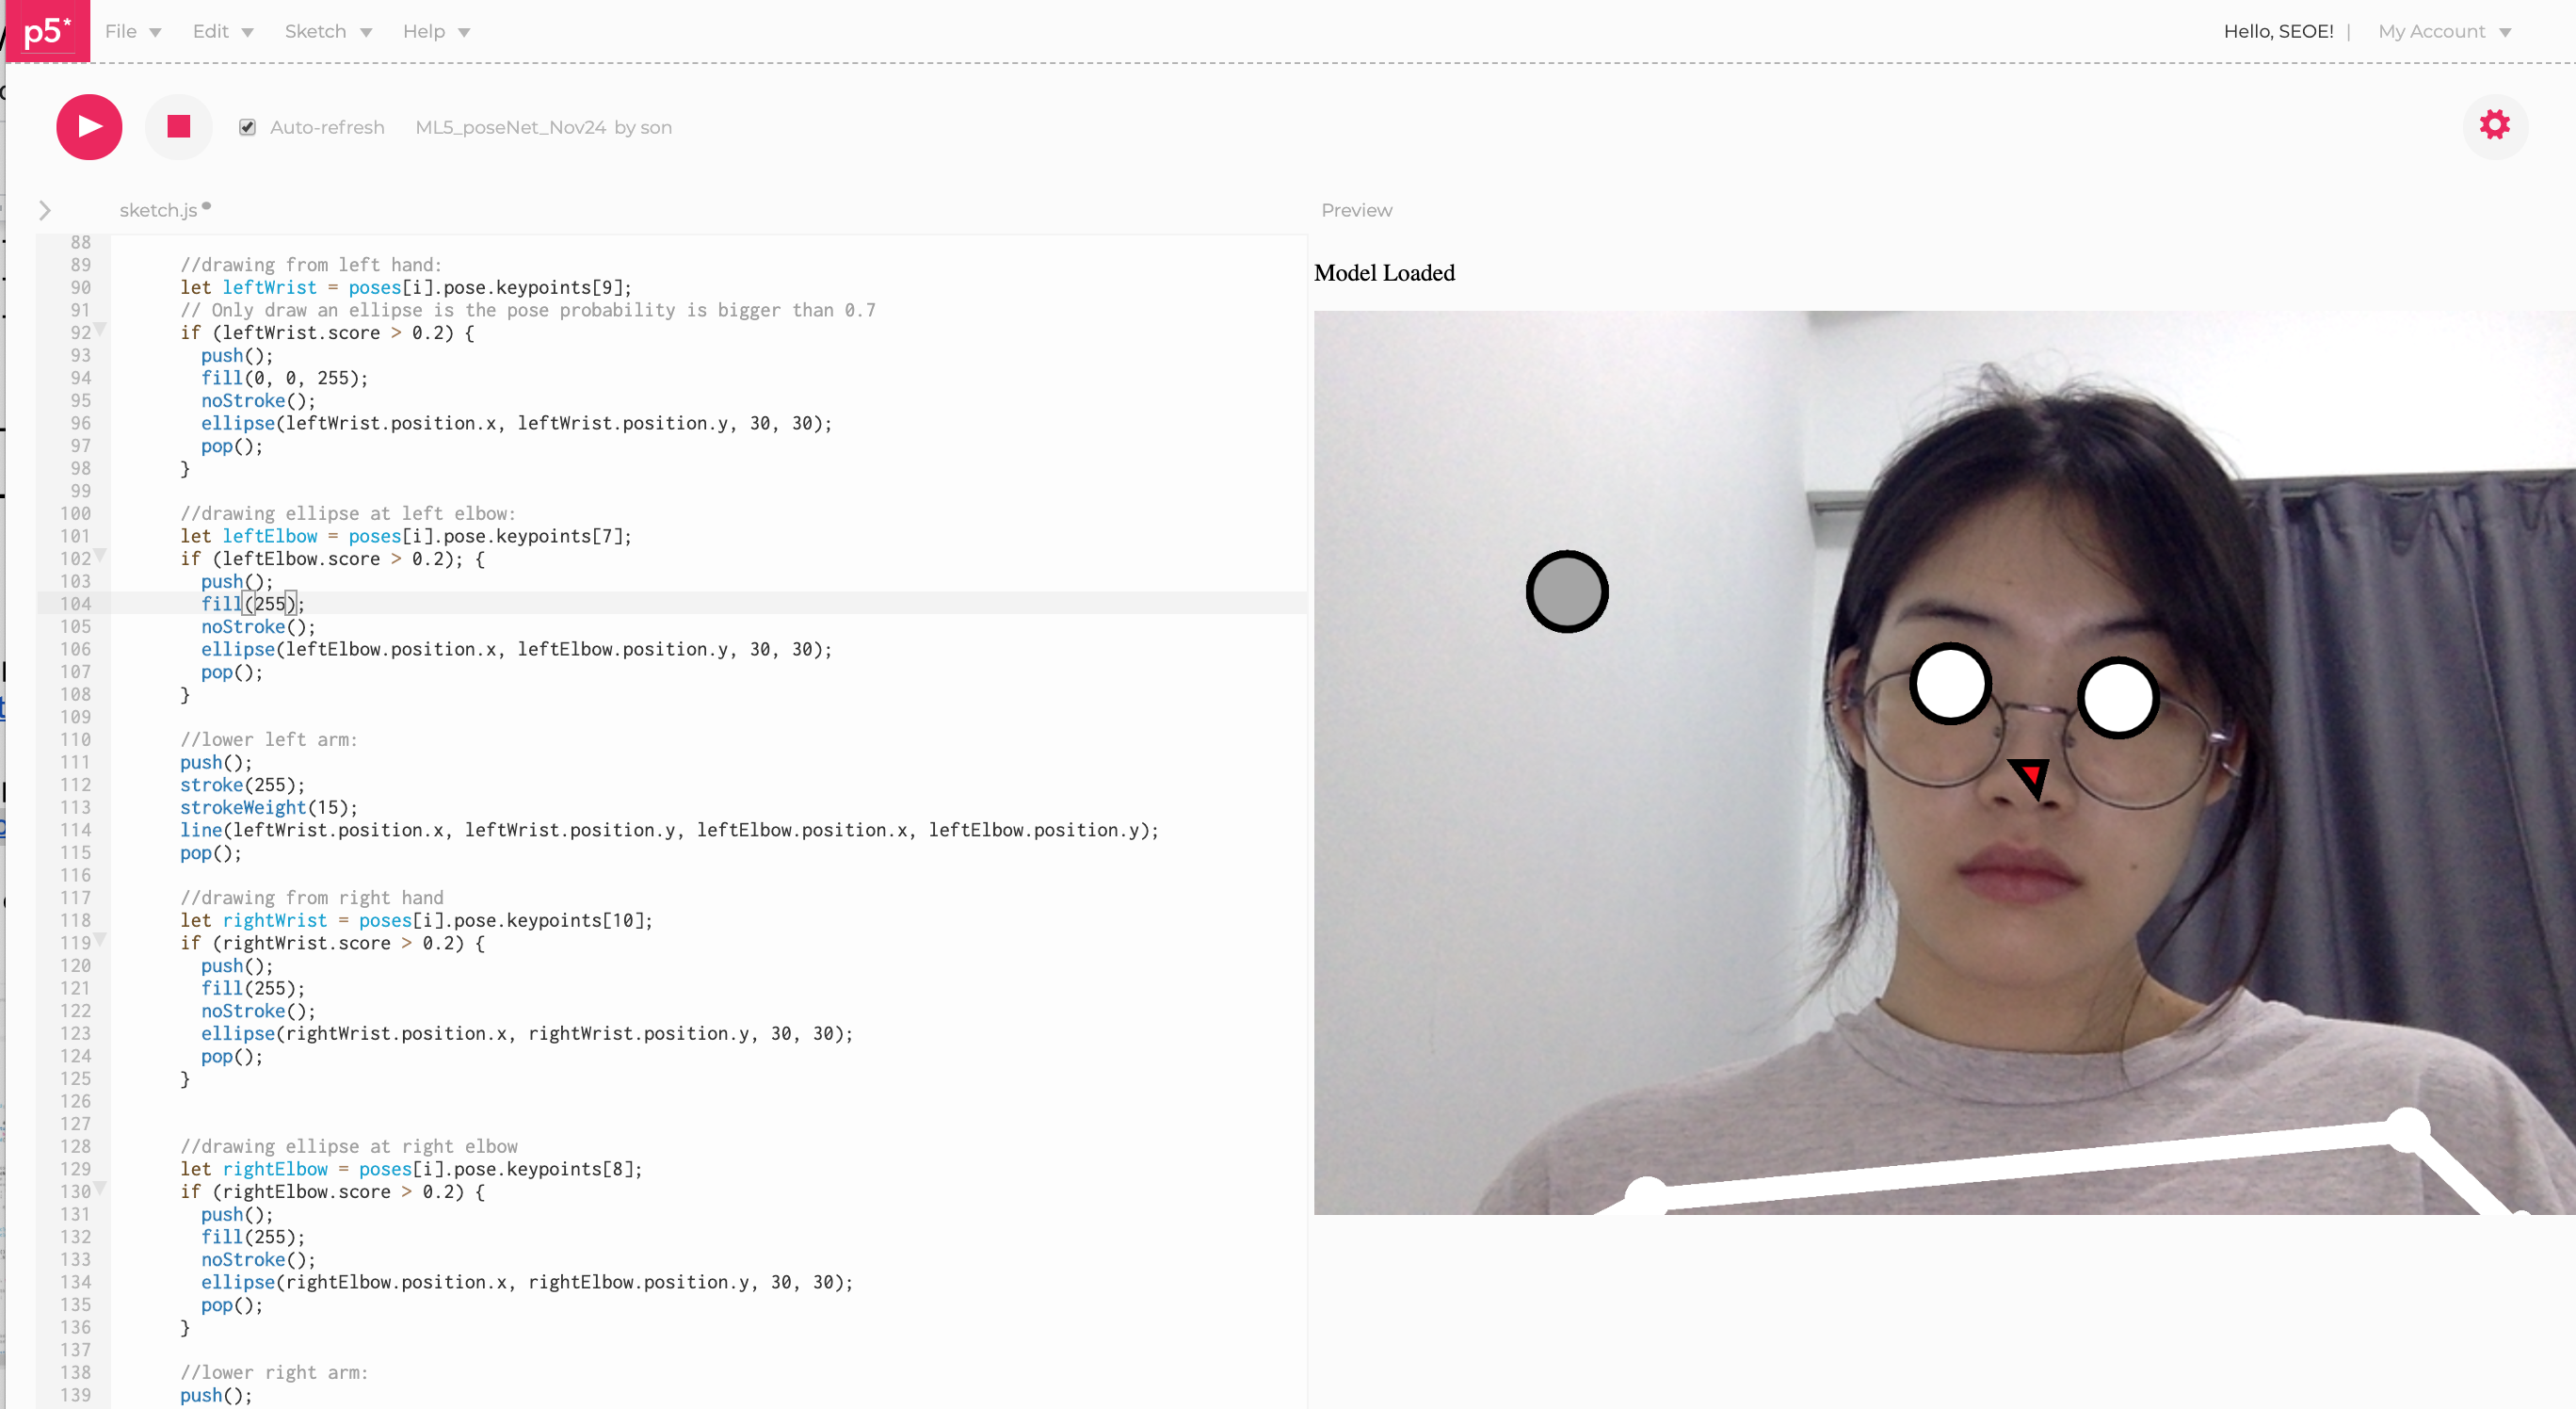 p5*
File Edit Sketch Help Hello, SEOE! | My Account
Auto-refresh ML5_poseNet_Nov24 by son
sketch.js Preview
Model Loaded
88
89 //drawing from left hand:
90 let leftWrist = poses[i].pose.keypoints[9];
91 // Only draw an ellipse is the pose probability is bigger than 0.7
92 if (leftWrist.score > 0.2) {
93 push();
94 fill(0, 0, 255);
95 noStroke();
96 ellipse(leftWrist.position.x, leftWrist.position.y, 30, 30);
97 pop();
98 }
99
100 //drawing ellipse at left elbow:
101 let leftElbow = poses[i].pose.keypoints[7];
102 if (leftElbow.score > 0.2); {
103 push();
104 fill(255);
105 noStroke();
106 ellipse(leftElbow.position.x, leftElbow.position.y, 30, 30);
107 pop();
108 }
109
110 //lower left arm:
111 push();
112 stroke(255);
113 strokeWeight(15);
114 line(leftWrist.position.x, leftWrist.position.y, leftElbow.position.x, leftElbow.position.y);
115 pop();
116
117 //drawing from right hand
118 let rightWrist = poses[i].pose.keypoints[10];
119 if (rightWrist.score > 0.2) {
120 push();
121 fill(255);
122 noStroke();
123 ellipse(rightWrist.position.x, rightWrist.position.y, 30, 30);
124 pop();
125 }
126
127
128 //drawing ellipse at right elbow
129 let rightElbow = poses[i].pose.keypoints[8];
130 if (rightElbow.score > 0.2) {
131 push();
132 fill(255);
133 noStroke();
134 ellipse(rightElbow.position.x, rightElbow.position.y, 30, 30);
135 pop();
136 }
137
138 //lower right arm:
139 push();